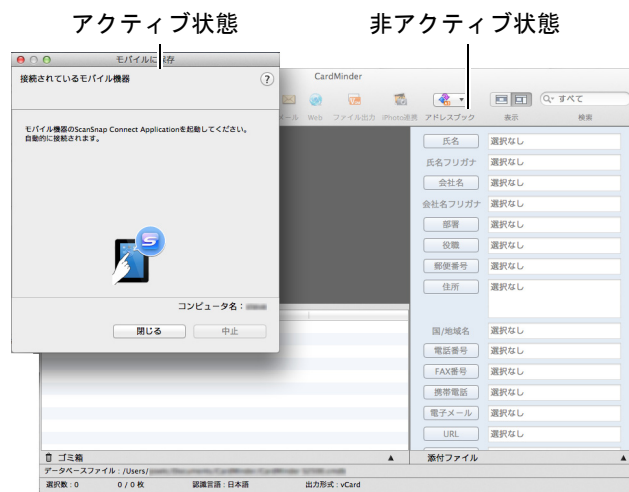 アクティブ状態
非アクティブ状態
モバイルに保存
接続されているモバイル機器
?
モバイル機器のScanSnap Connect Applicationを起動してください。
自動的に接続されます。
S
コンピュータ名：
閉じる
中止
CardMinder
すべて
メール Web ファイル出力 iPhoto連携 アドレスブック 表示 検索
氏名 選択なし
氏名フリガナ 選択なし
会社名 選択なし
会社名フリガナ 選択なし
部署 選択なし
役職 選択なし
郵便番号 選択なし
住所 選択なし
国/地域名 選択なし
電話番号 選択なし
FAX番号 選択なし
携帯電話 選択なし
電子メール 選択なし
URL 選択なし
ゴミ箱
添付ファイル
データベースファイル：/Users/
選択数：0 0 / 0 枚 認識言語：日本語 出力形式：vCard